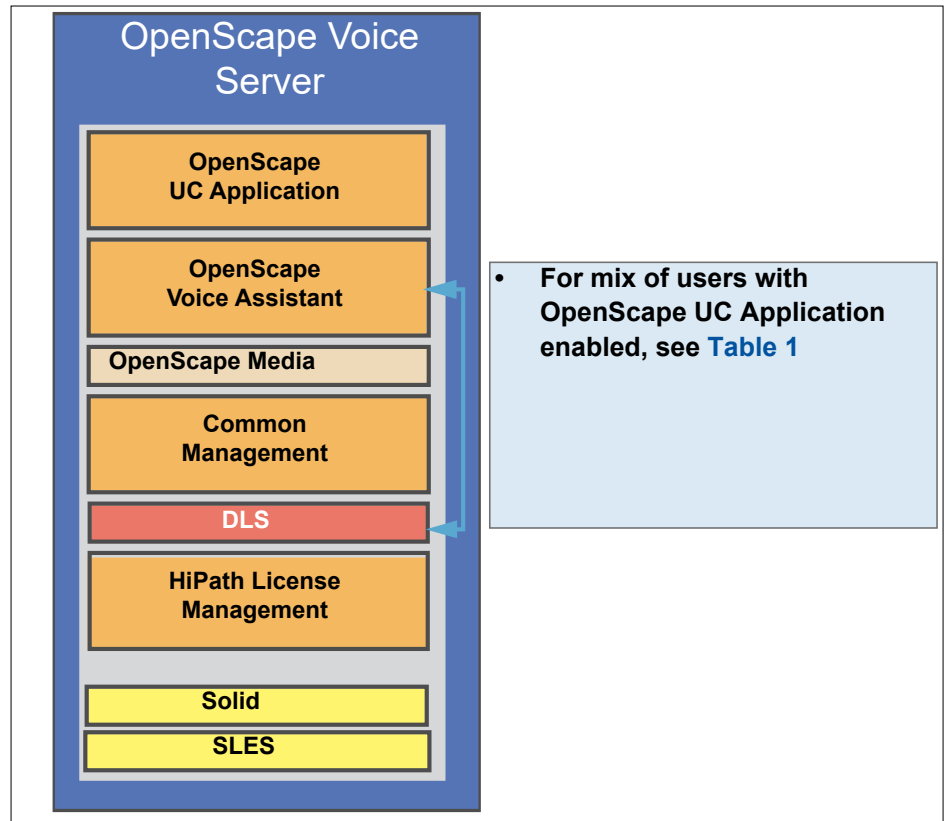 OpenScape Voice
Server
OpenScape
UC Application
OpenScape
Voice Assistant
OpenScape Media
Common
Management
DLS
HiPath License
Management
Solid
SLES
• For mix of users with
OpenScape UC Application
enabled, see Table 1